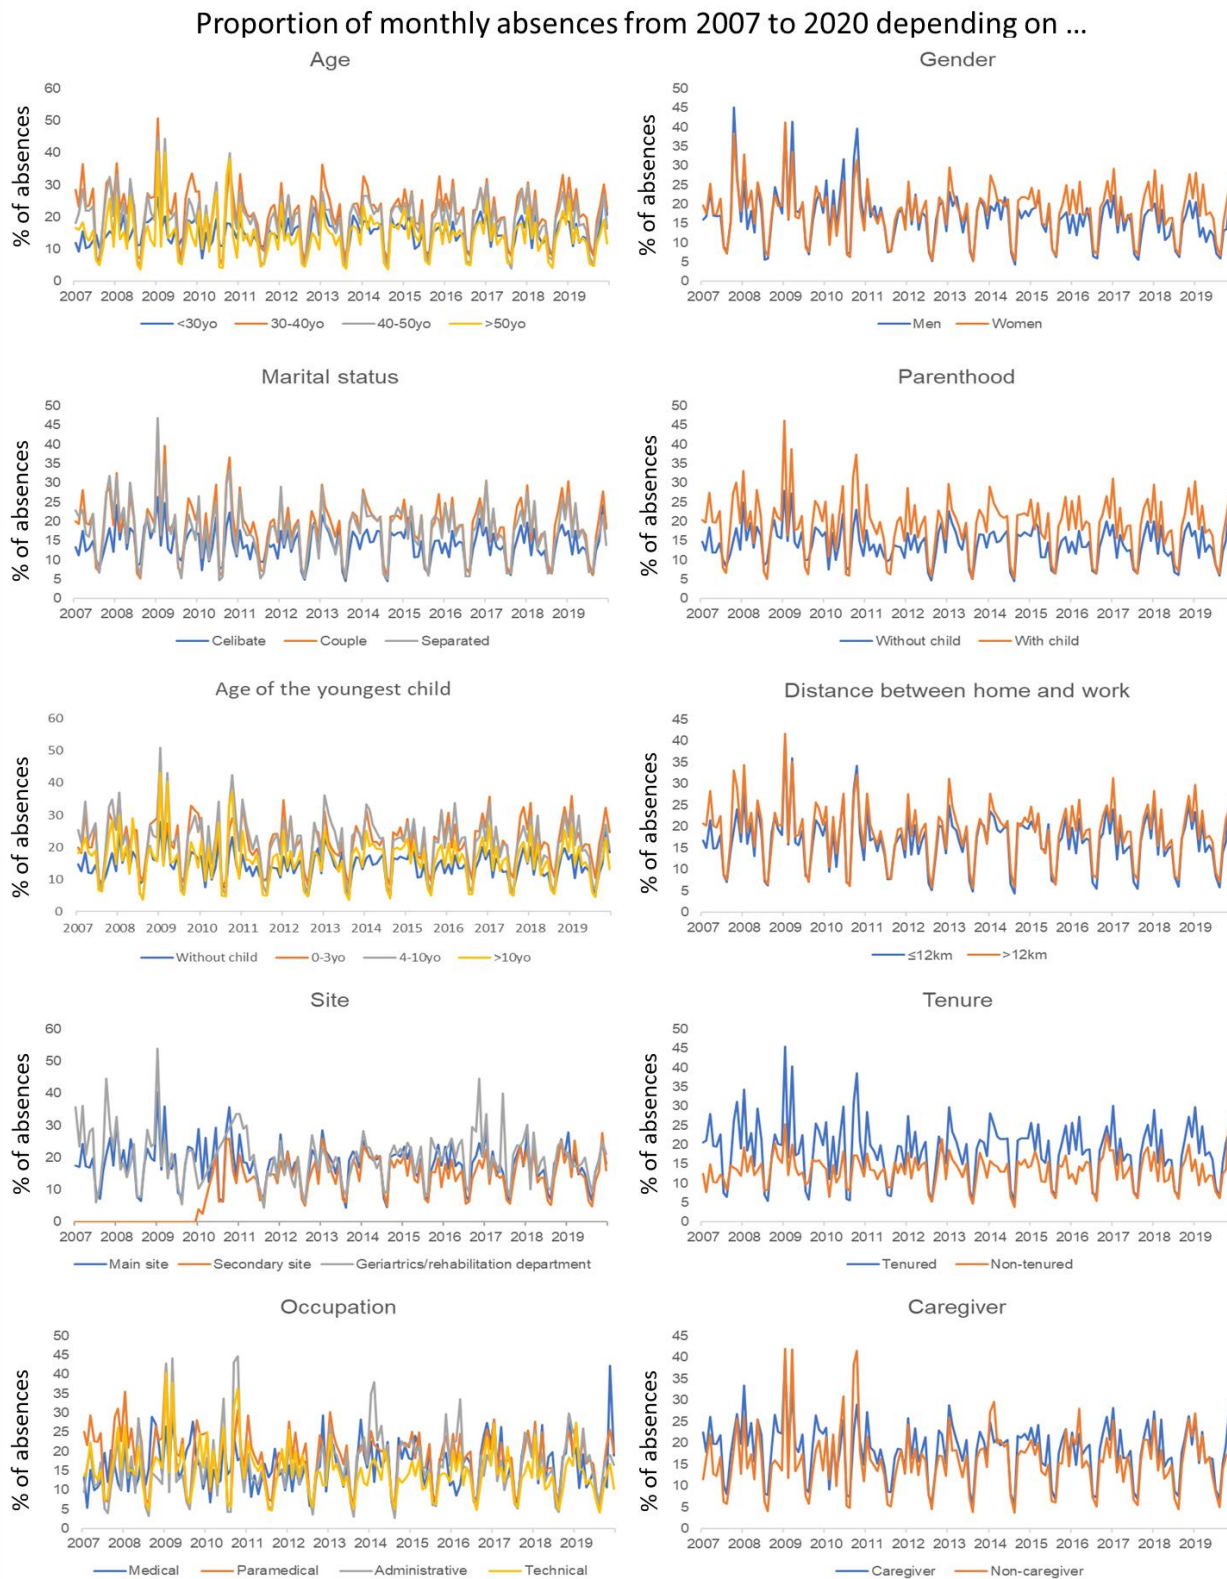 Proportion of monthly absences from 2007 to 2020 depending on ...
Age
% of absences
60
50
40
30
20
10
0
2007 2008 2009 2010 2011 2012 2013 2014 2015 2016 2017 2018 2019
<30yo 30-40yo 40-50yo >50yo
Gender
% of absences
50
45
40
35
30
25
20
15
10
5
0
2007 2008 2009 2010 2011 2012 2013 2014 2015 2016 2017 2018 2019
Men Women
Marital status
% of absences
50
45
40
35
30
25
20
15
10
5
0
2007 2008 2009 2010 2011 2012 2013 2014 2015 2016 2017 2018 2019
Celibate Couple Separated
Parenthood
% of absences
50
45
40
35
30
25
20
15
10
5
0
2007 2008 2009 2010 2011 2012 2013 2014 2015 2016 2017 2018 2019
Without child With child
Age of the youngest child
% of absences
60
50
40
30
20
10
0
2007 2008 2009 2010 2011 2012 2013 2014 2015 2016 2017 2018 2019
Without child 0-3yo 4-10yo >10yo
Distance between home and work
% of absences
45
40
35
30
25
20
15
10
5
0
2007 2008 2009 2010 2011 2012 2013 2014 2015 2016 2017 2018 2019
≤12km >12km
Site
% of absences
60
50
40
30
20
10
0
2007 2008 2009 2010 2011 2012 2013 2014 2015 2016 2017 2018 2019
Main site Secondary site Geriartrics/rehabilitation department
Tenure
% of absences
50
45
40
35
30
25
20
15
10
5
0
2007 2008 2009 2010 2011 2012 2013 2014 2015 2016 2017 2018 2019
Tenured Non-tenured
Occupation
% of absences
50
45
40
35
30
25
20
15
10
5
0
2007 2008 2009 2010 2011 2012 2013 2014 2015 2016 2017 2018 2019
Medical Paramedical Administrative Technical
Caregiver
% of absences
45
40
35
30
25
20
15
10
5
0
2007 2008 2009 2010 2011 2012 2013 2014 2015 2016 2017 2018 2019
Caregiver Non-caregiver